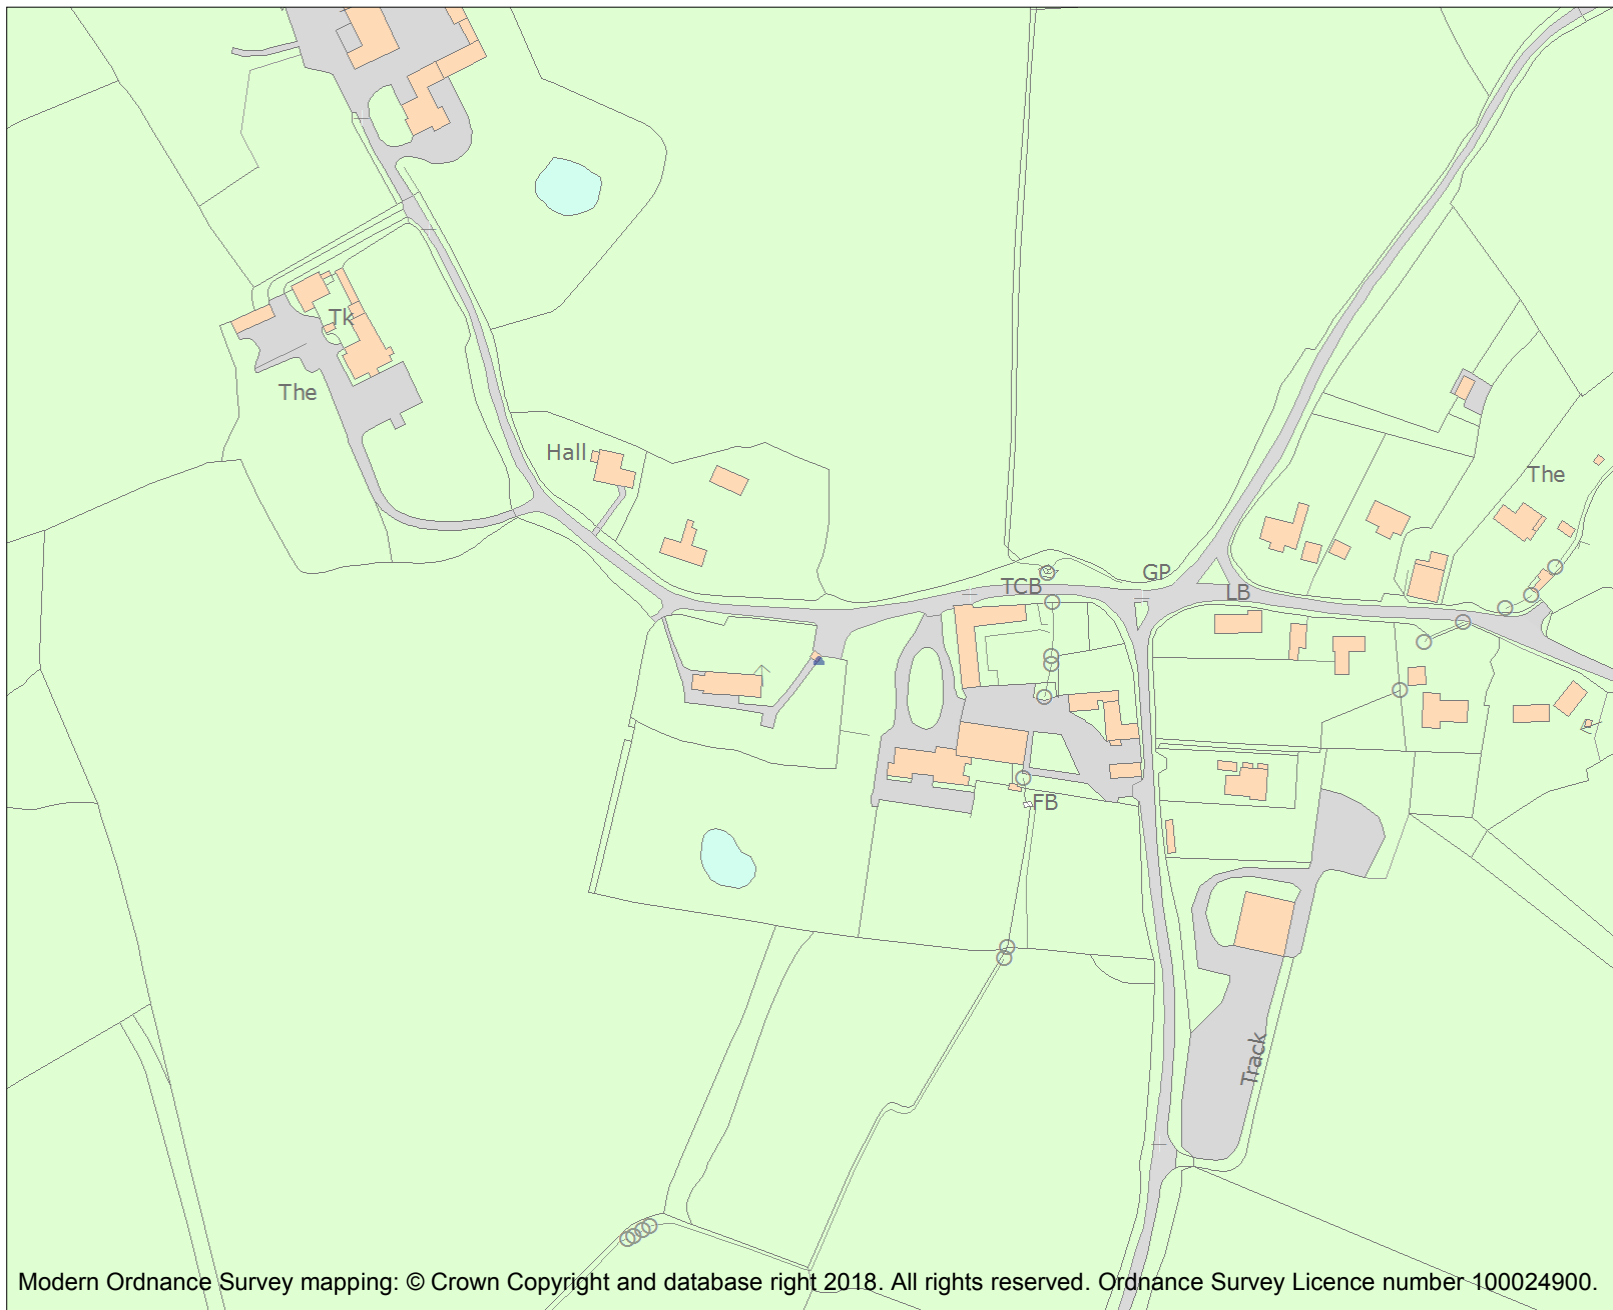 Tk
The
Hall
The
GP
TCB
LB
FB
Track
Modern Ordnance Survey mapping: © Crown Copyright and database right 2018. All rights reserved. Ordnance Survey Licence number 100024900.